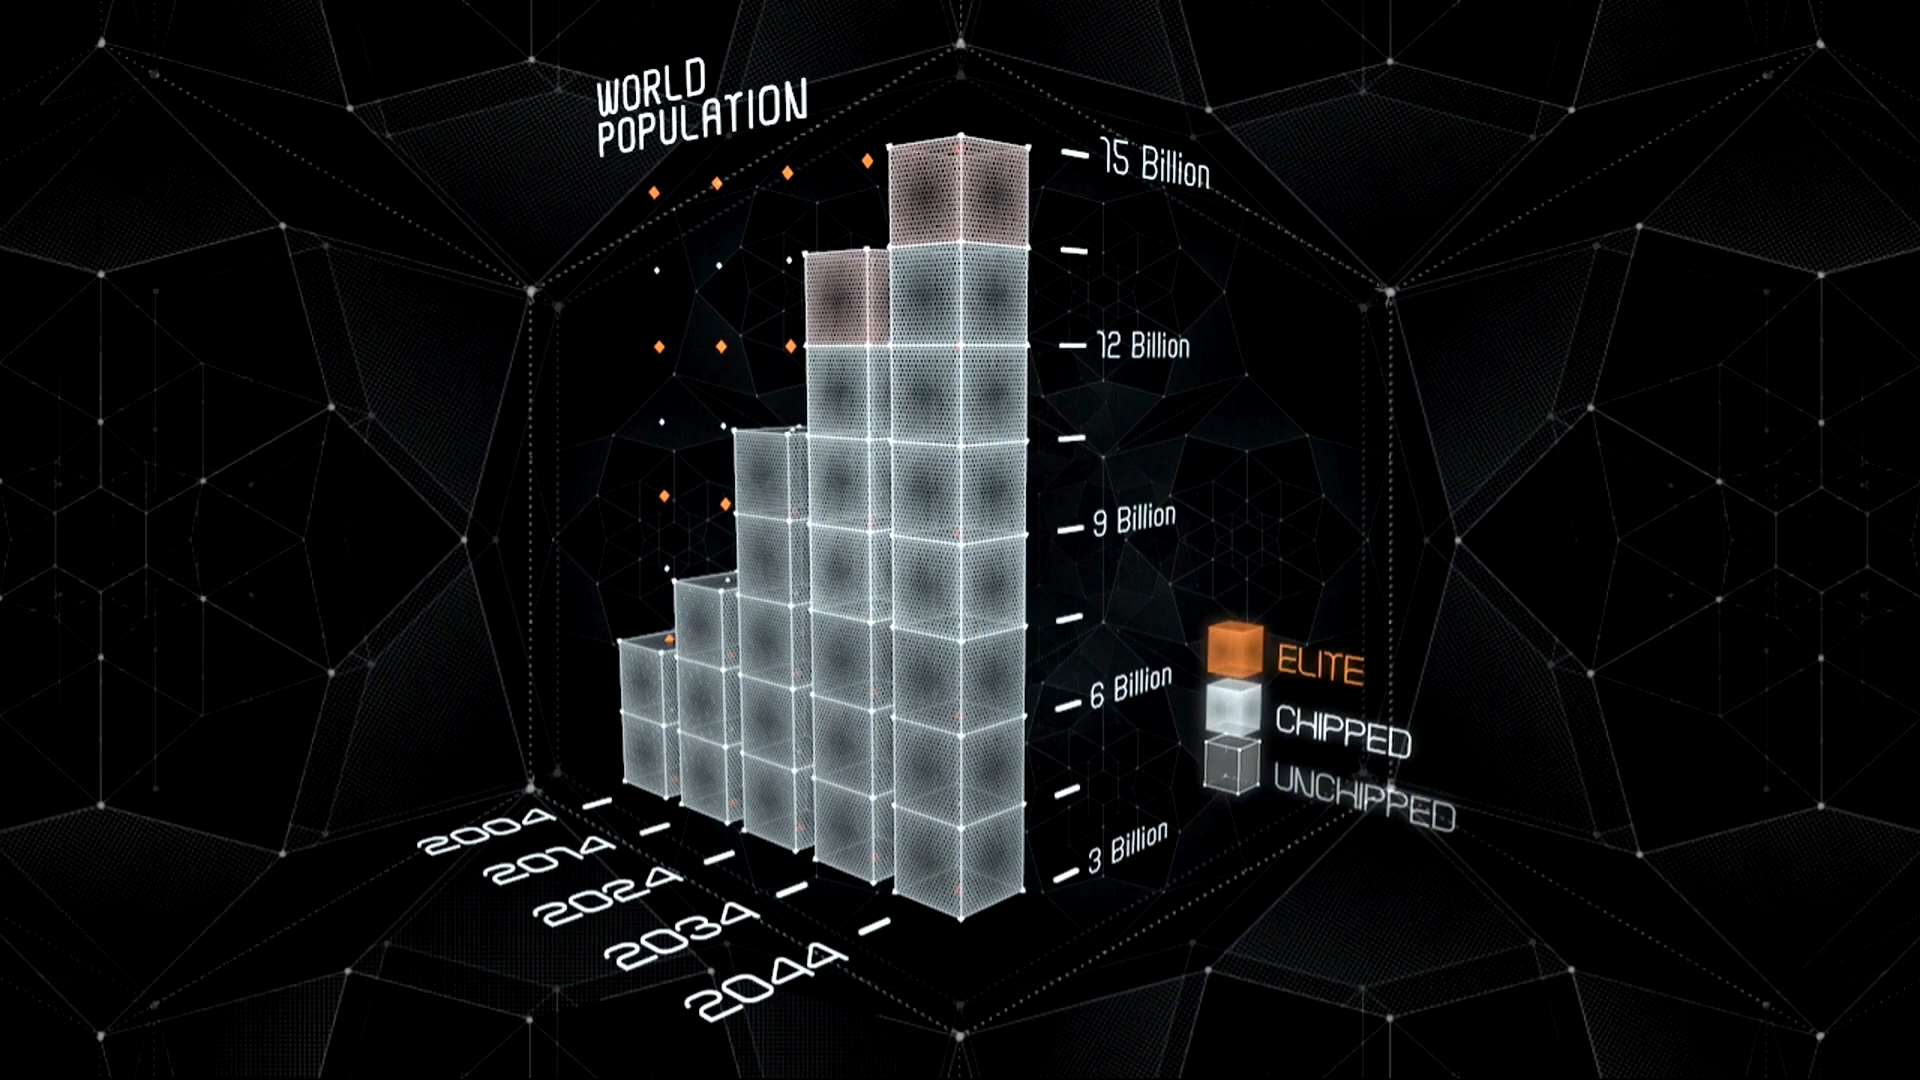 WORLD
POPULATION
15 Billion
12 Billion
9 Billion
6 Billion
3 Billion
ELITE
CHIPPED
UNCHIPPED
2004
2014
2024
2034
2044